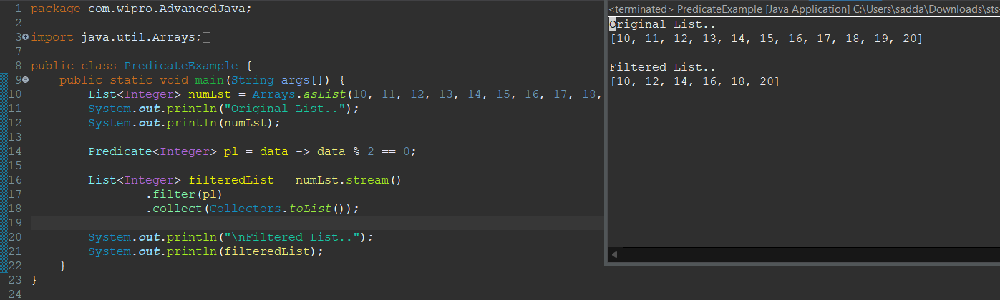 1 package com.wipro.AdvancedJava;
2
3 import java.util.Arrays;
7
8 public class PredicateExample {
9 public static void main(String args[]) {
10 List<Integer> numLst = Arrays.asList(10, 11, 12, 13, 14, 15, 16, 17, 18,
11 System.out.println("Original List..");
12 System.out.println(numLst);
13
14 Predicate<Integer> pl = data -> data % 2 == 0;
15
16 List<Integer> filteredList = numLst.stream()
17 .filter(pl)
18 .collect(Collectors.toList());
19
20 System.out.println("\nFiltered List..");
21 System.out.println(filteredList);
22 }
23 }
24
<terminated> PredicateExample [Java Application] C:\Users\sadda\Downloads\sts-
Original List..
[10, 11, 12, 13, 14, 15, 16, 17, 18, 19, 20]
Filtered List..
[10, 12, 14, 16, 18, 20]